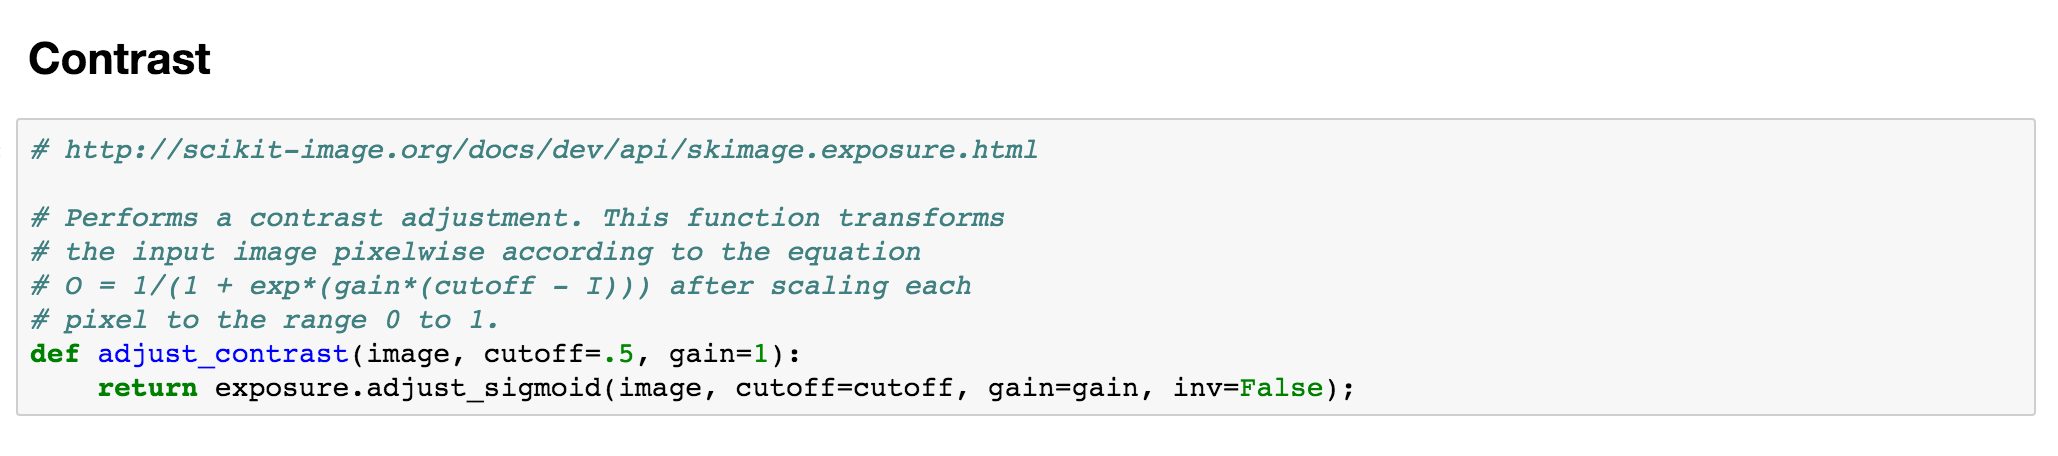 Contrast
# http://scikit-image.org/docs/dev/api/skimage.exposure.html
# Performs a contrast adjustment. This function transforms
# the input image pixelwise according to the equation
# O = 1/(1 + exp*(gain*(cutoff - I))) after scaling each
# pixel to the range 0 to 1.
def adjust_contrast(image, cutoff=.5, gain=1):
    return exposure.adjust_sigmoid(image, cutoff=cutoff, gain=gain, inv=False);